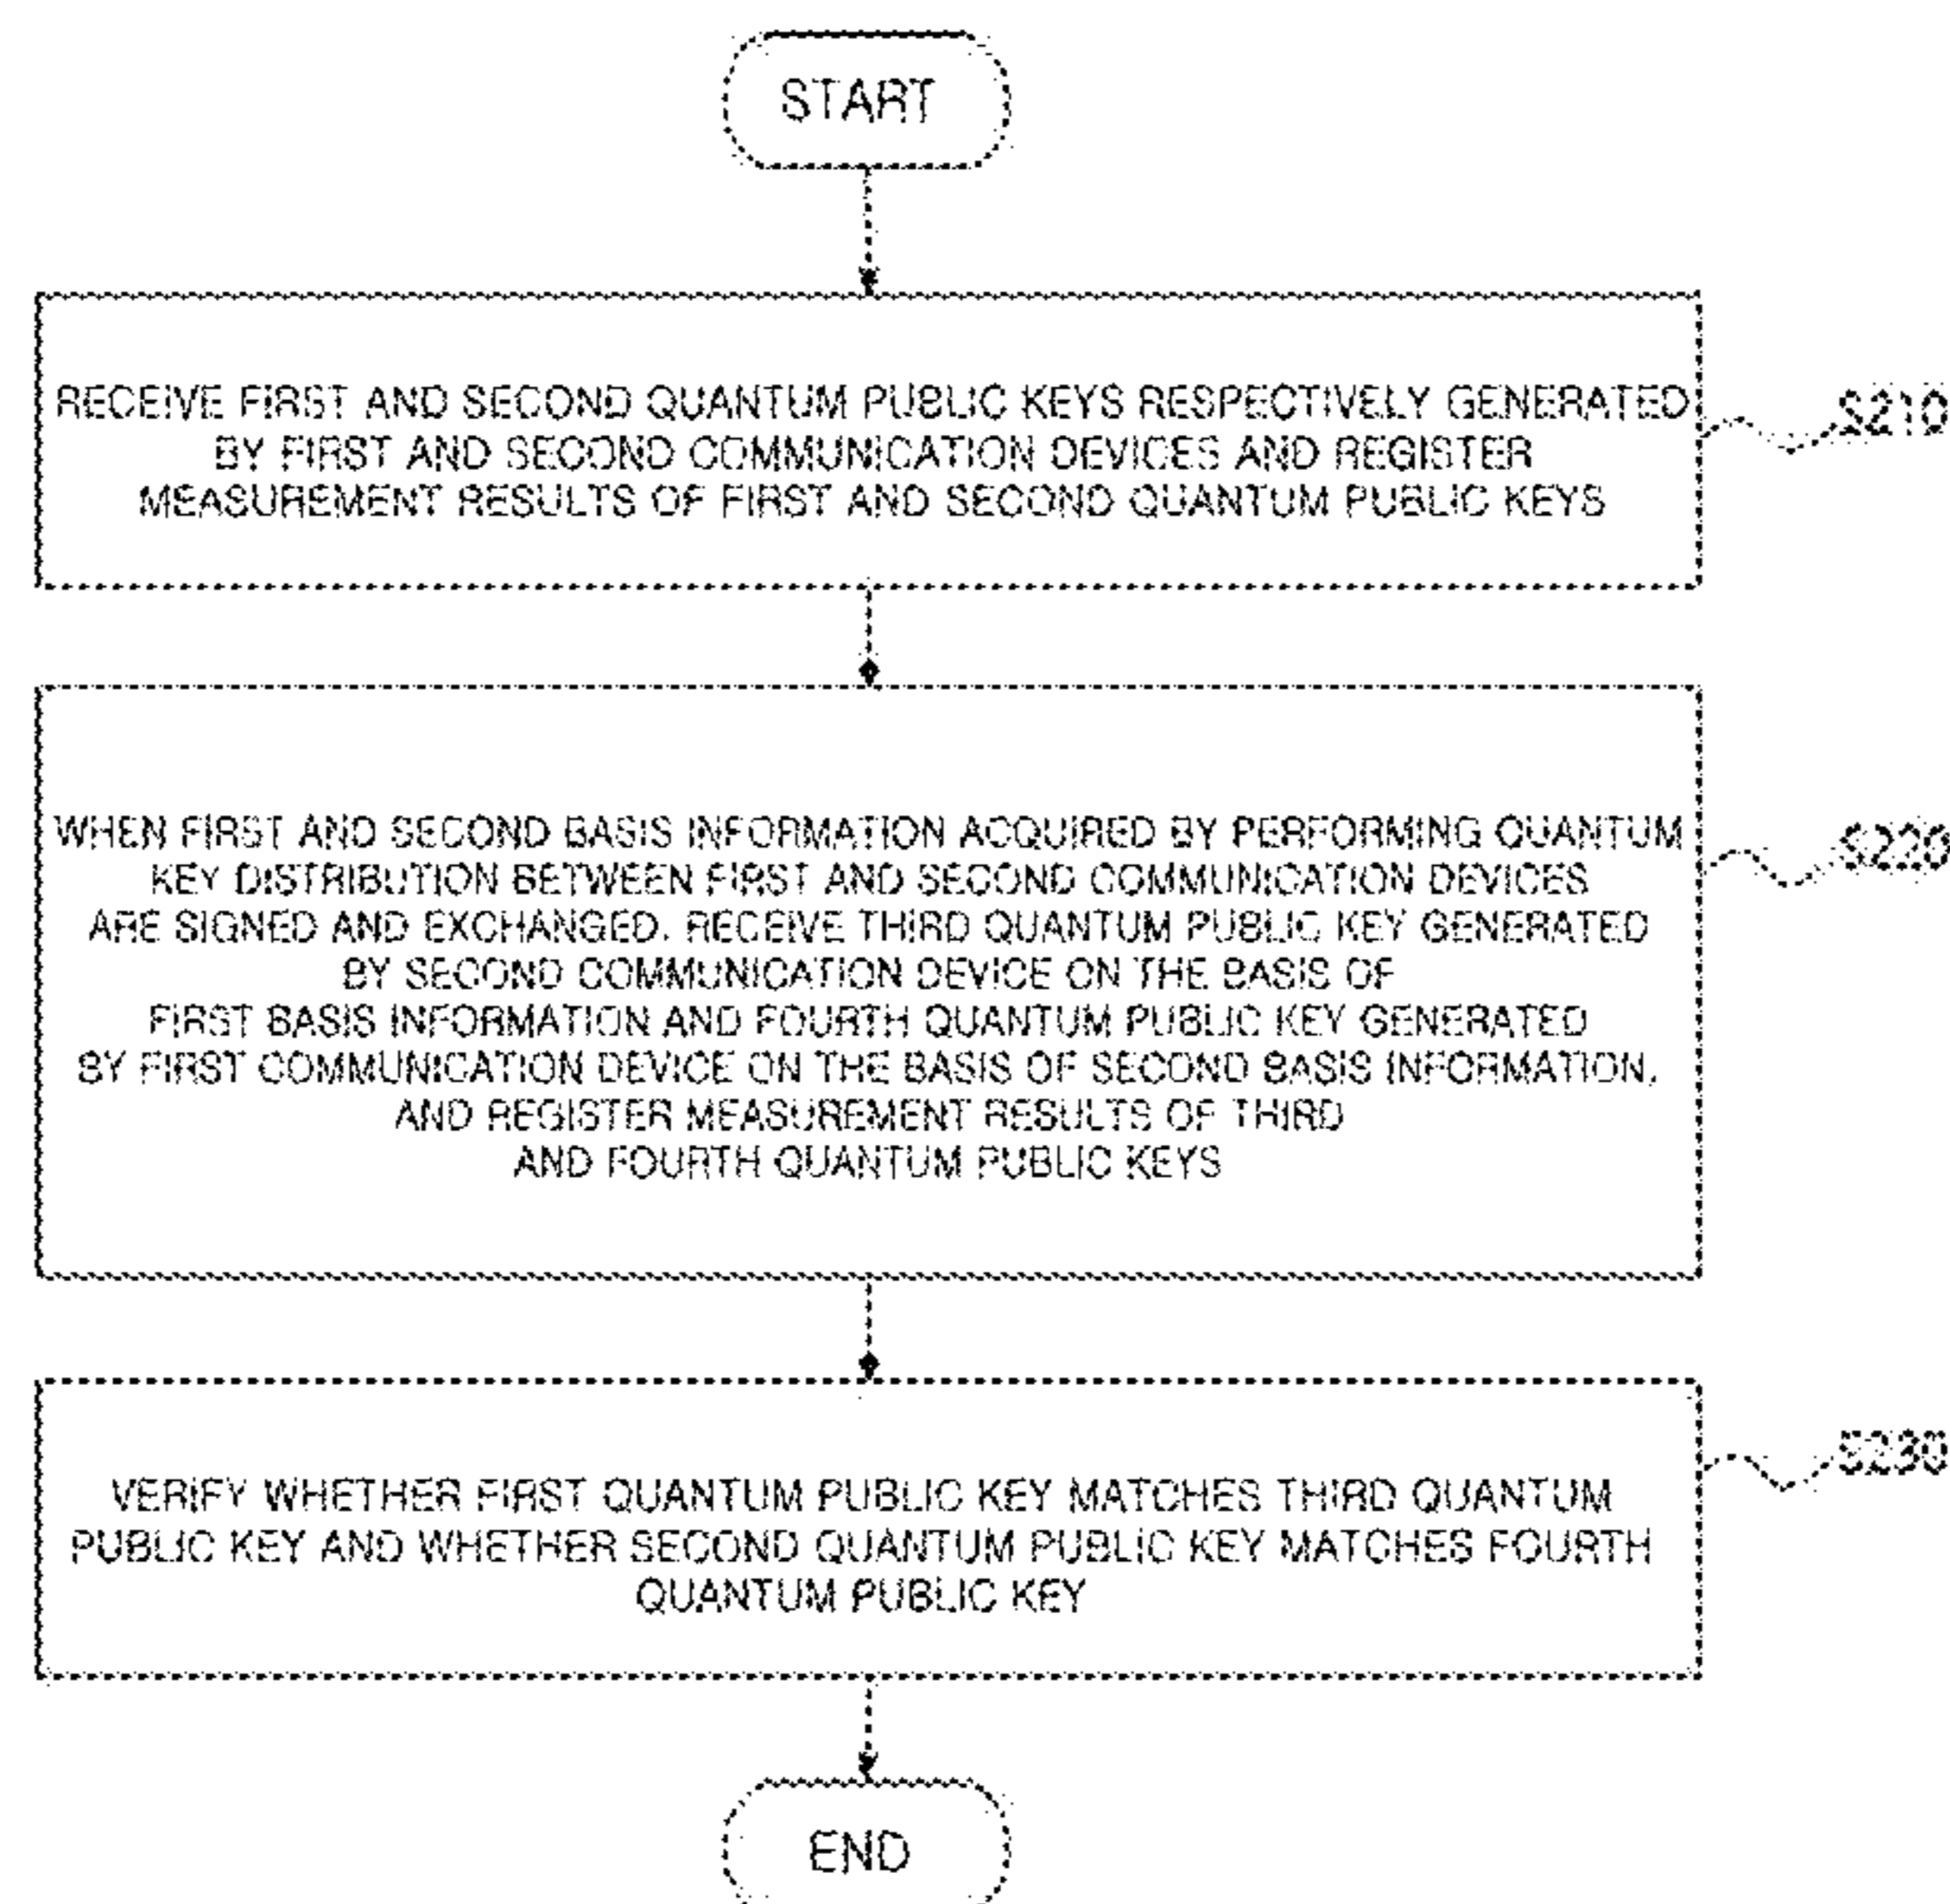 START
RECEIVE FIRST AND SECOND QUANTUM PUBLIC KEYS RESPECTIVELY GENERATED
BY FIRST AND SECOND COMMUNICATION DEVICES AND REGISTER
MEASUREMENT RESULTS OF FIRST AND SECOND QUANTUM PUBLIC KEYS
S210
WHEN FIRST AND SECOND BASIS INFORMATION ACQUIRED BY PERFORMING QUANTUM
KEY DISTRIBUTION BETWEEN FIRST AND SECOND COMMUNICATION DEVICES
ARE SIGNED AND EXCHANGED, RECEIVE THIRD QUANTUM PUBLIC KEY GENERATED
BY SECOND COMMUNICATION DEVICE ON THE BASIS OF
FIRST BASIS INFORMATION AND FOURTH QUANTUM PUBLIC KEY GENERATED
BY FIRST COMMUNICATION DEVICE ON THE BASIS OF SECOND BASIS INFORMATION,
AND REGISTER MEASUREMENT RESULTS OF THIRD
AND FOURTH QUANTUM PUBLIC KEYS
S220
VERIFY WHETHER FIRST QUANTUM PUBLIC KEY MATCHES THIRD QUANTUM
PUBLIC KEY AND WHETHER SECOND QUANTUM PUBLIC KEY MATCHES FOURTH
QUANTUM PUBLIC KEY
S230
END